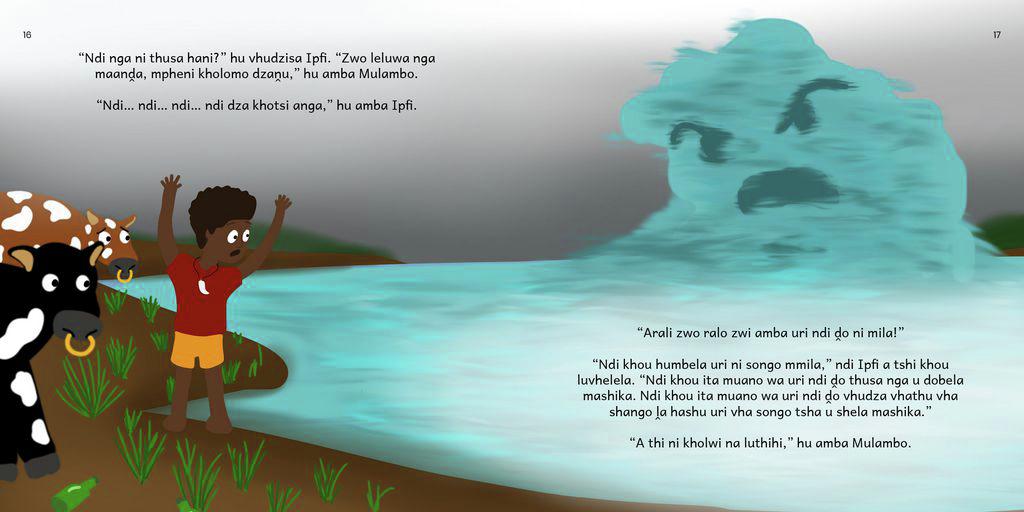 16
“Ndi nga ni thusa hani?” hu vhudzisa Ipfi. “Zwo leluwa nga
maanḓa, mpheni kholomo dzaṋu,” hu amba Mulambo.
“Ndi... ndi... ndi... ndi dza khotsi anga,” hu amba Ipfi.
17
“Arali zwo ralo zwi amba uri ndi ḓo ni mila!”
“Ndi khou humbela uri ni songo mmila,” ndi Ipfi a tshi khou
luvhelela. “Ndi khou ita muano wa uri ndi ḓo thusa nga u dobela
mashika. Ndi khou ita muano wa uri ndi ḓo vhudza vhathu vha
shango ḽa hashu uri vha songo tsha u shela mashika.”
“A thi ni kholwi na luthihi,” hu amba Mulambo.